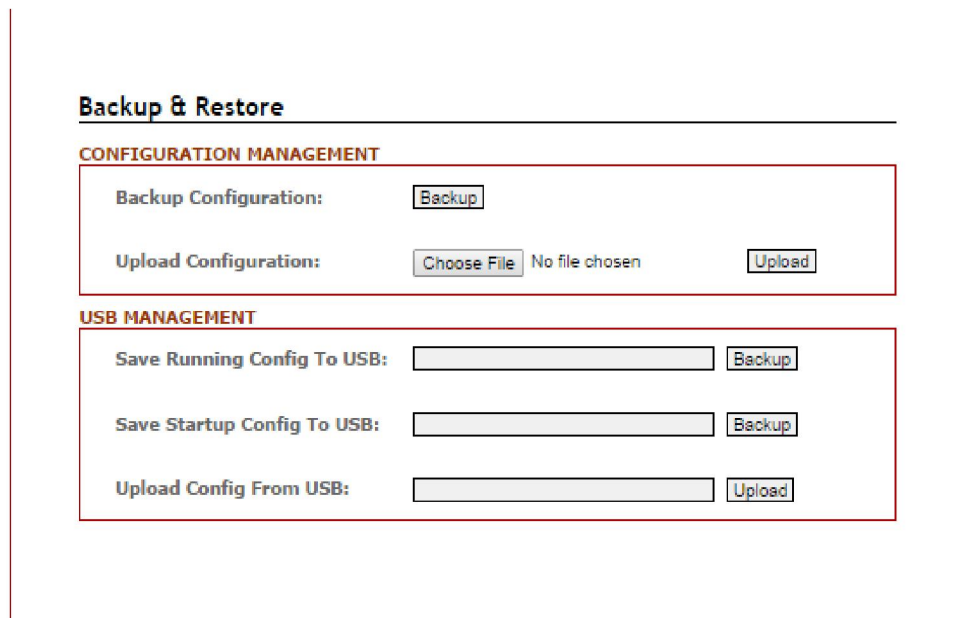 Backup & Restore
CONFIGURATION MANAGEMENT
Backup Configuration: Backup
Upload Configuration: Choose File No file chosen Upload
USB MANAGEMENT
Save Running Config To USB: Backup
Save Startup Config To USB: Backup
Upload Config From USB: Upload